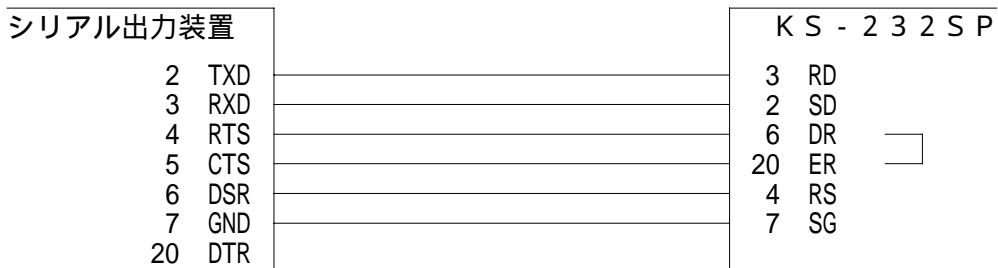 シリアル出力装置 KS-232SP
2 TXD 3 RD
3 RXD 2 SD
4 RTS 6 DR
5 CTS 20 ER
6 DSR 4 RS
7 GND 7 SG
20 DTR